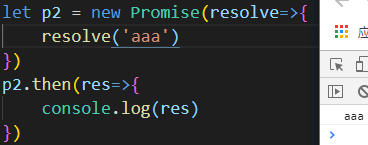 let p2 = new Promise(resolve=>{
    resolve('aaa')
})
p2.then(res=>{
    console.log(res)
})
aaa